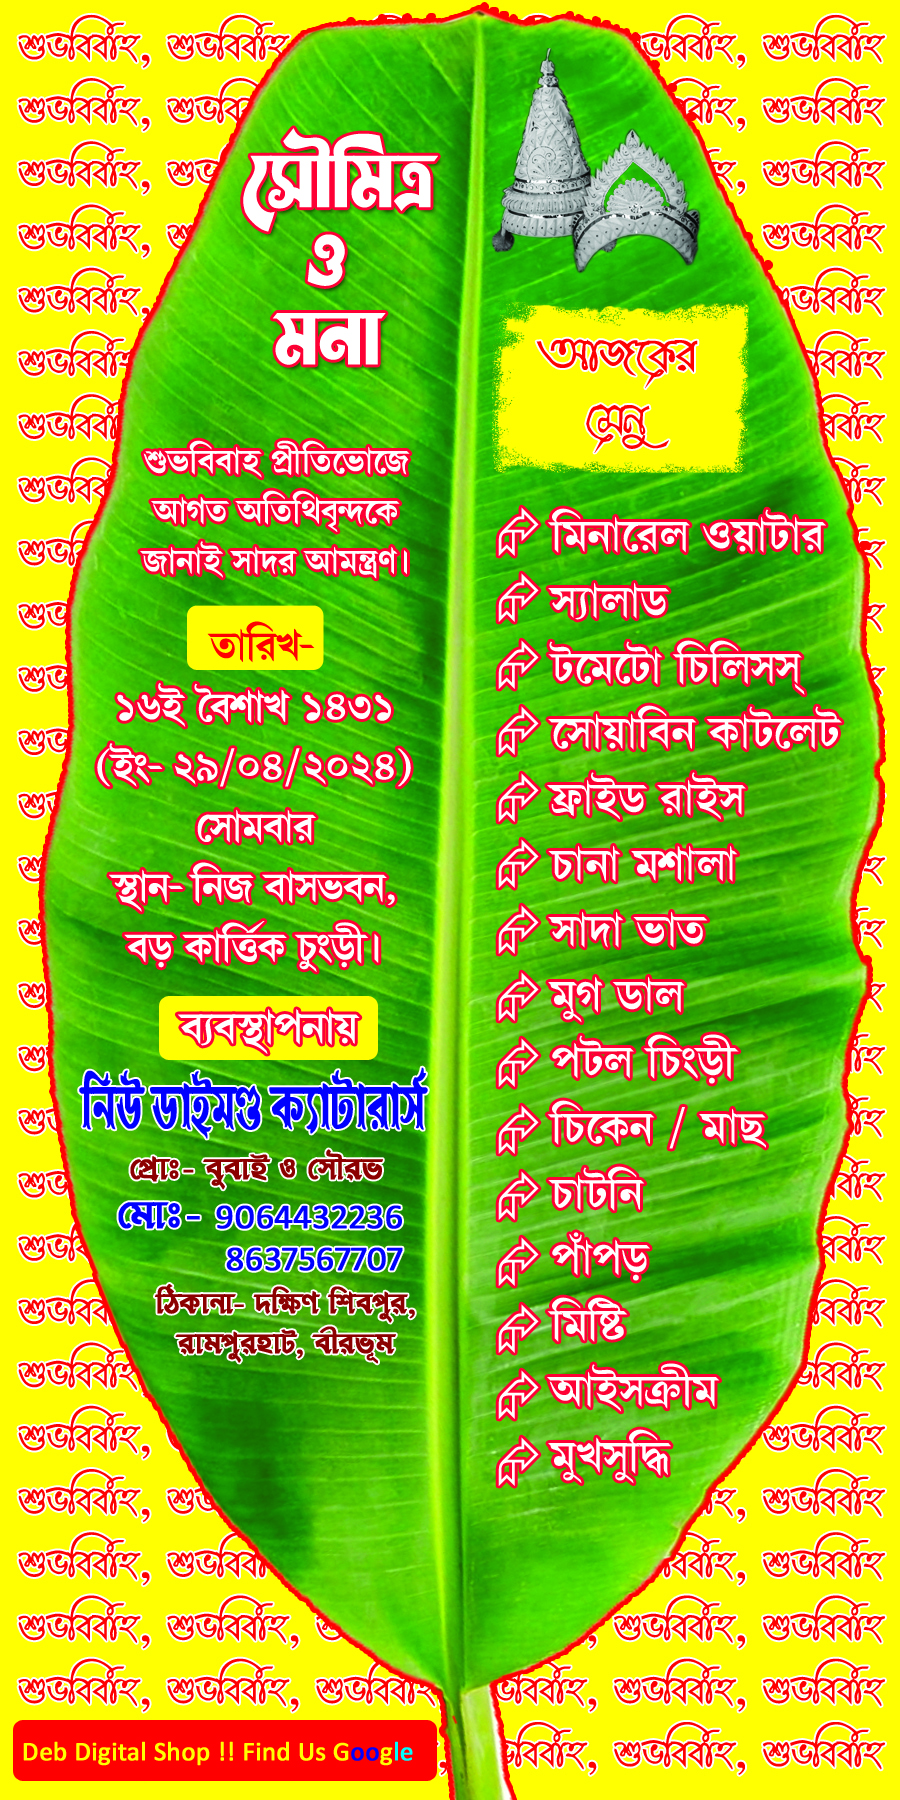 সৌমিত্র
ও
মনা
শুভবিবাহ প্রীতিভোজে
আগত অতিথিবৃন্দকে
জানাই সাদর আমন্ত্রণ।
তারিখ-
১৬ই বৈশাখ ১৪৩১
(ইং- ২৯/০৪/২০২৪)
সোমবার
স্থান- নিজ বাসভবন,
বড় কার্ত্তিক চুংড়ী।
ব্যবস্থাপনায়
নিউ ডাইমণ্ড ক্যাটারার্স
প্রোঃ- বুবাই ও সৌরভ
মোঃ- 9064432236
8637567707
ঠিকানা- দক্ষিণ শিবপুর,
রামপুরহাট, বীরভূম
আজকের
মেনু
মিনারেল ওয়াটার
স্যালাড
টমেটো চিলিসস্
সোয়াবিন কাটলেট
ফ্রাইড রাইস
চানা মশালা
সাদা ভাত
মুগ ডাল
পটল চিংড়ী
চিকেন / মাছ
চাটনি
পাঁপড়
মিষ্টি
আইসক্রীম
মুখসুদ্ধি
Deb Digital Shop !! Find Us Google